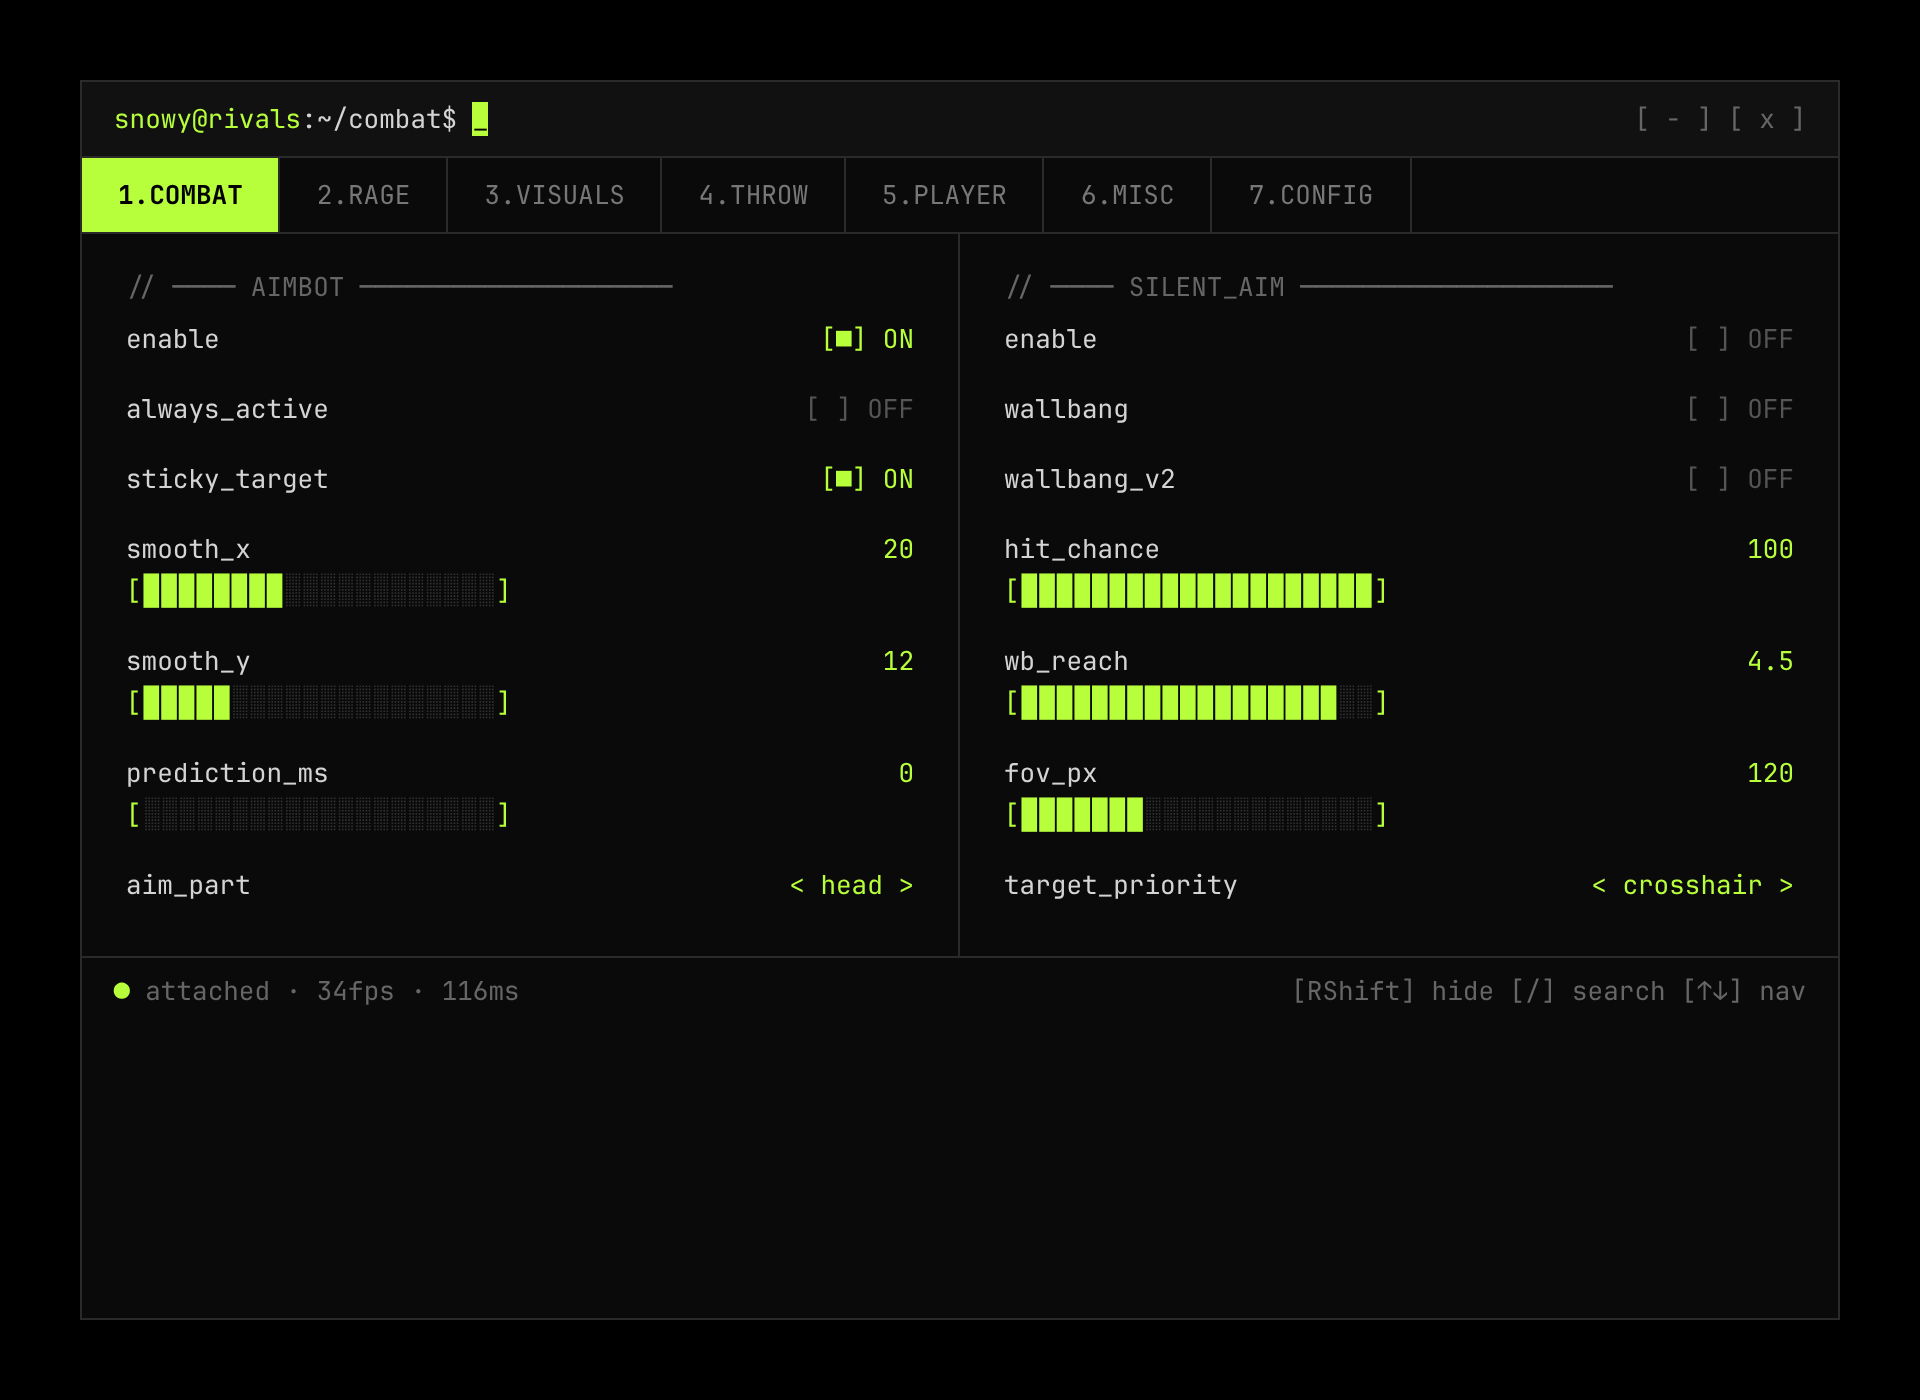 snowy@rivals:~/combat$ _ [ - ] [ x ]
1.COMBAT 2.RAGE 3.VISUALS 4.THROW 5.PLAYER 6.MISC 7.CONFIG
// ──── AIMBOT ────────────────────
enable [■] ON
always_active [ ] OFF
sticky_target [■] ON
smooth_x 20
[████████░░░░░░░░░░░░]
smooth_y 12
[█████░░░░░░░░░░░░░░░]
prediction_ms 0
[░░░░░░░░░░░░░░░░░░░░]
aim_part < head >
// ──── SILENT_AIM ────────────────────
enable [ ] OFF
wallbang [ ] OFF
wallbang_v2 [ ] OFF
hit_chance 100
[████████████████████]
wb_reach 4.5
[██████████████████░░]
fov_px 120
[███████░░░░░░░░░░░░░]
target_priority < crosshair >
● attached · 34fps · 116ms
[RShift] hide [/] search [↑↓] nav